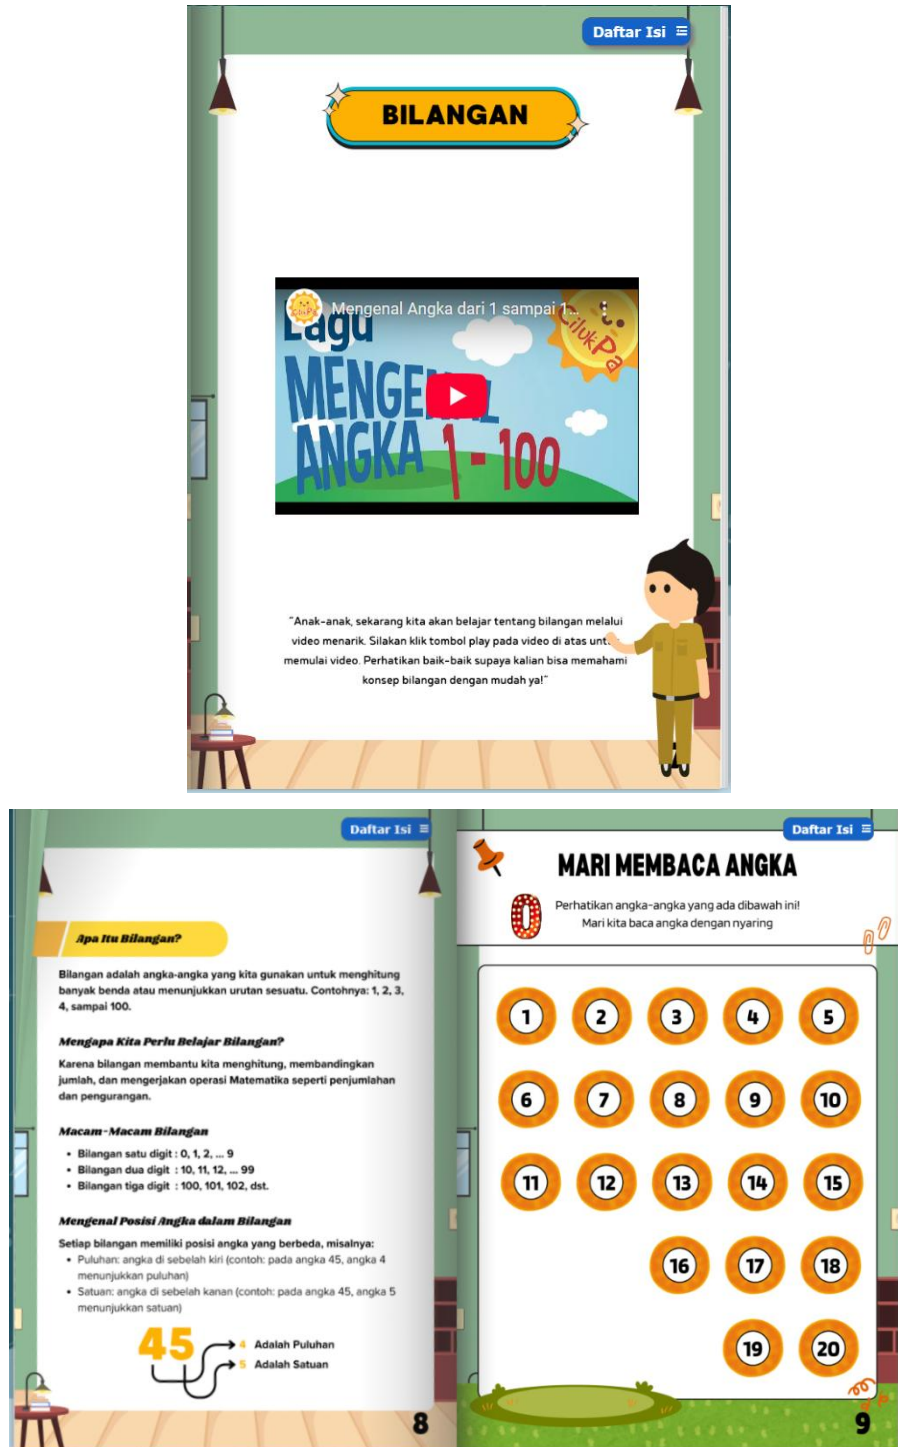 Daftar Isi
BILANGAN
Mengenal Angka dari 1 sampai 1...
CilukPa
Lagu
MENGENAL
ANGKA 1 - 100
"Anak-anak, sekarang kita akan belajar tentang bilangan melalui
video menarik. Silakan klik tombol play pada video di atas untuk
memulai video. Perhatikan baik-baik supaya kalian bisa memahami
konsep bilangan dengan mudah ya!"
Daftar Isi
Apa Itu Bilangan?
Bilangan adalah angka-angka yang kita gunakan untuk menghitung
banyak benda atau menunjukkan urutan sesuatu. Contohnya: 1, 2, 3,
4, sampai 100.
Mengapa Kita Perlu Belajar Bilangan?
Karena bilangan membantu kita menghitung, membandingkan
jumlah, dan mengerjakan operasi Matematika seperti penjumlahan
dan pengurangan.
Macam-Macam Bilangan
• Bilangan satu digit : 0, 1, 2, ... 9
• Bilangan dua digit : 10, 11, 12, ... 99
• Bilangan tiga digit : 100, 101, 102, dst.
Mengenal Posisi Angka dalam Bilangan
Setiap bilangan memiliki posisi angka yang berbeda, misalnya:
• Puluhan: angka di sebelah kiri (contoh: pada angka 45, angka 4
menunjukkan puluhan)
• Satuan: angka di sebelah kanan (contoh: pada angka 45, angka 5
menunjukkan satuan)
45
4 Adalah Puluhan
5 Adalah Satuan
8
Daftar Isi
MARI MEMBACA ANGKA
0
Perhatikan angka-angka yang ada dibawah ini!
Mari kita baca angka dengan nyaring
1 2 3 4 5
6 7 8 9 10
11 12 13 14 15
16 17 18
19 20
9